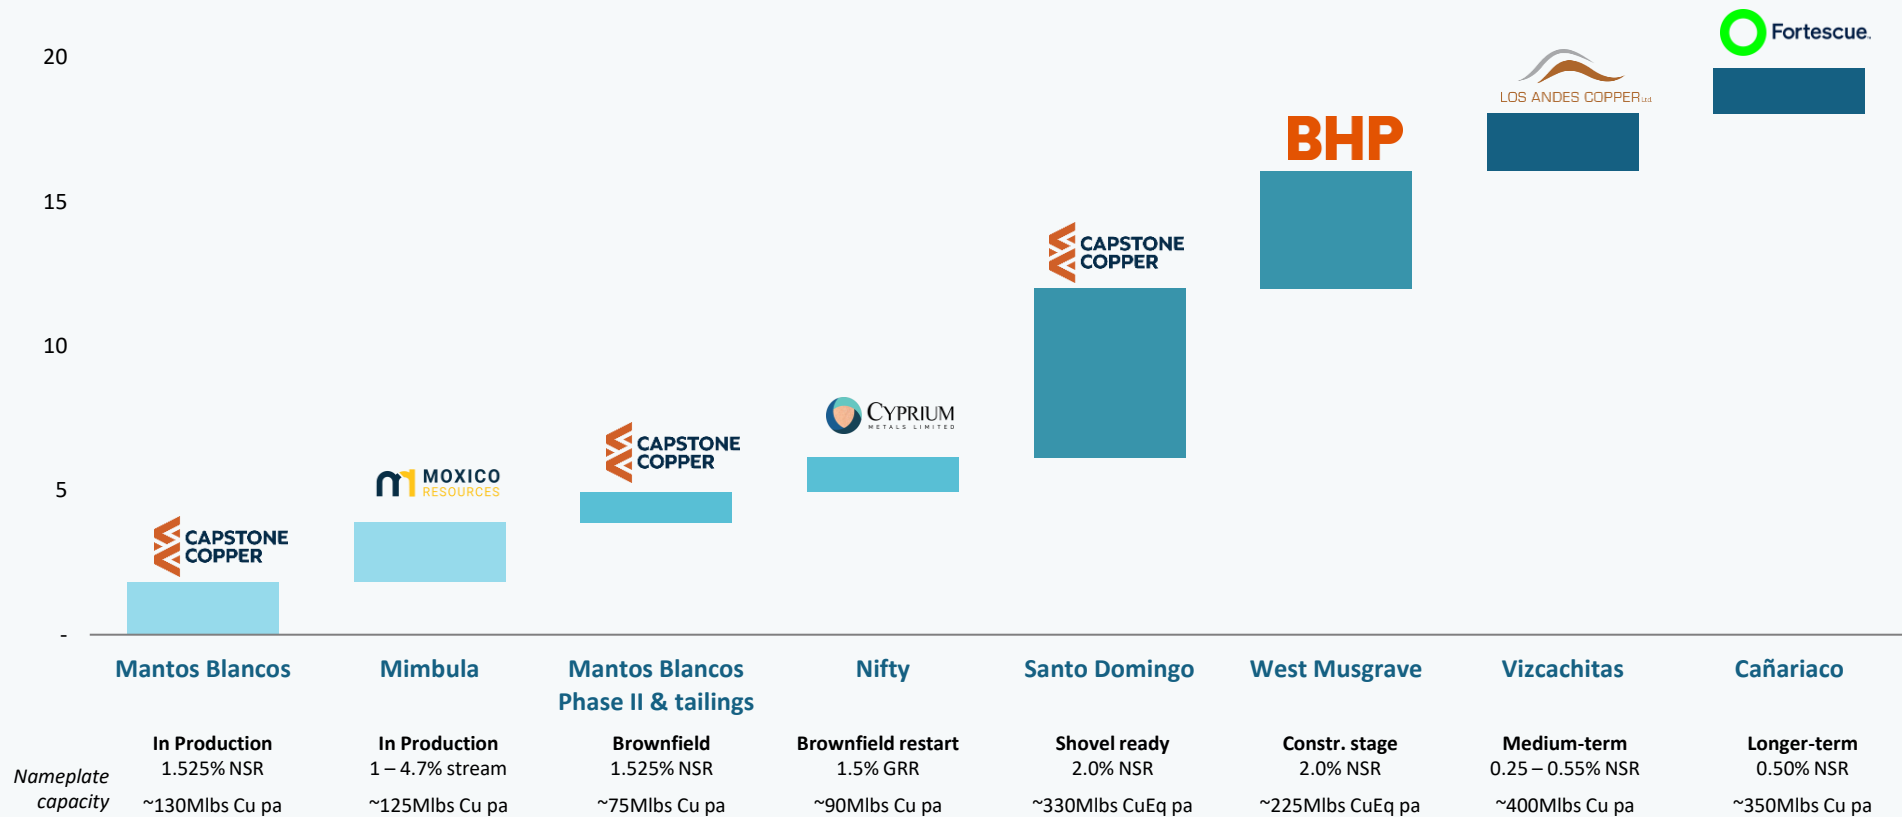 20
15
10
5
-
CAPSTONE
COPPER
MOXICO
RESOURCES
CAPSTONE
COPPER
CYPRIUM
METALS LIMITED
CAPSTONE
COPPER
BHP
LOS ANDES COPPER Ltd.
Fortescue.
Mantos Blancos
Mimbula
Mantos Blancos
Phase II & tailings
Nifty
Santo Domingo
West Musgrave
Vizcachitas
Cañariaco
Nameplate
capacity
In Production
1.525% NSR
~130Mlbs Cu pa
In Production
1 – 4.7% stream
~125Mlbs Cu pa
Brownfield
1.525% NSR
~75Mlbs Cu pa
Brownfield restart
1.5% GRR
~90Mlbs Cu pa
Shovel ready
2.0% NSR
~330Mlbs CuEq pa
Constr. stage
2.0% NSR
~225Mlbs CuEq pa
Medium-term
0.25 – 0.55% NSR
~400Mlbs Cu pa
Longer-term
0.50% NSR
~350Mlbs Cu pa